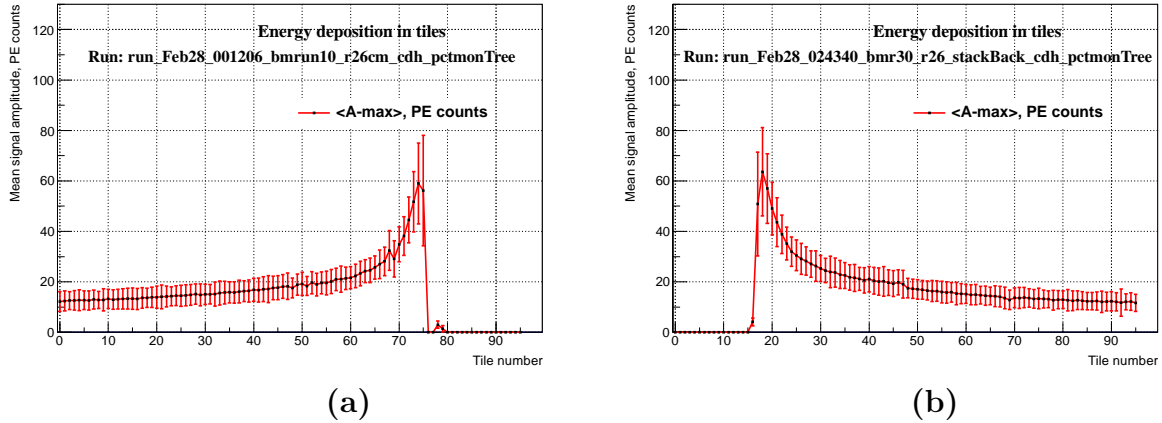 Energy deposition in tiles
Run: run_Feb28_001206_bmrun10_r26cm_cdh_pctmonTree
<A-max>, PE counts
Mean signal amplitude, PE counts
120
100
80
60
40
20
0
0 10 20 30 40 50 60 70 80 90
Tile number
(a)
Energy deposition in tiles
Run: run_Feb28_024340_bmr30_r26_stackBack_cdh_pctmonTree
<A-max>, PE counts
Mean signal amplitude, PE counts
120
100
80
60
40
20
0
0 10 20 30 40 50 60 70 80 90
Tile number
(b)